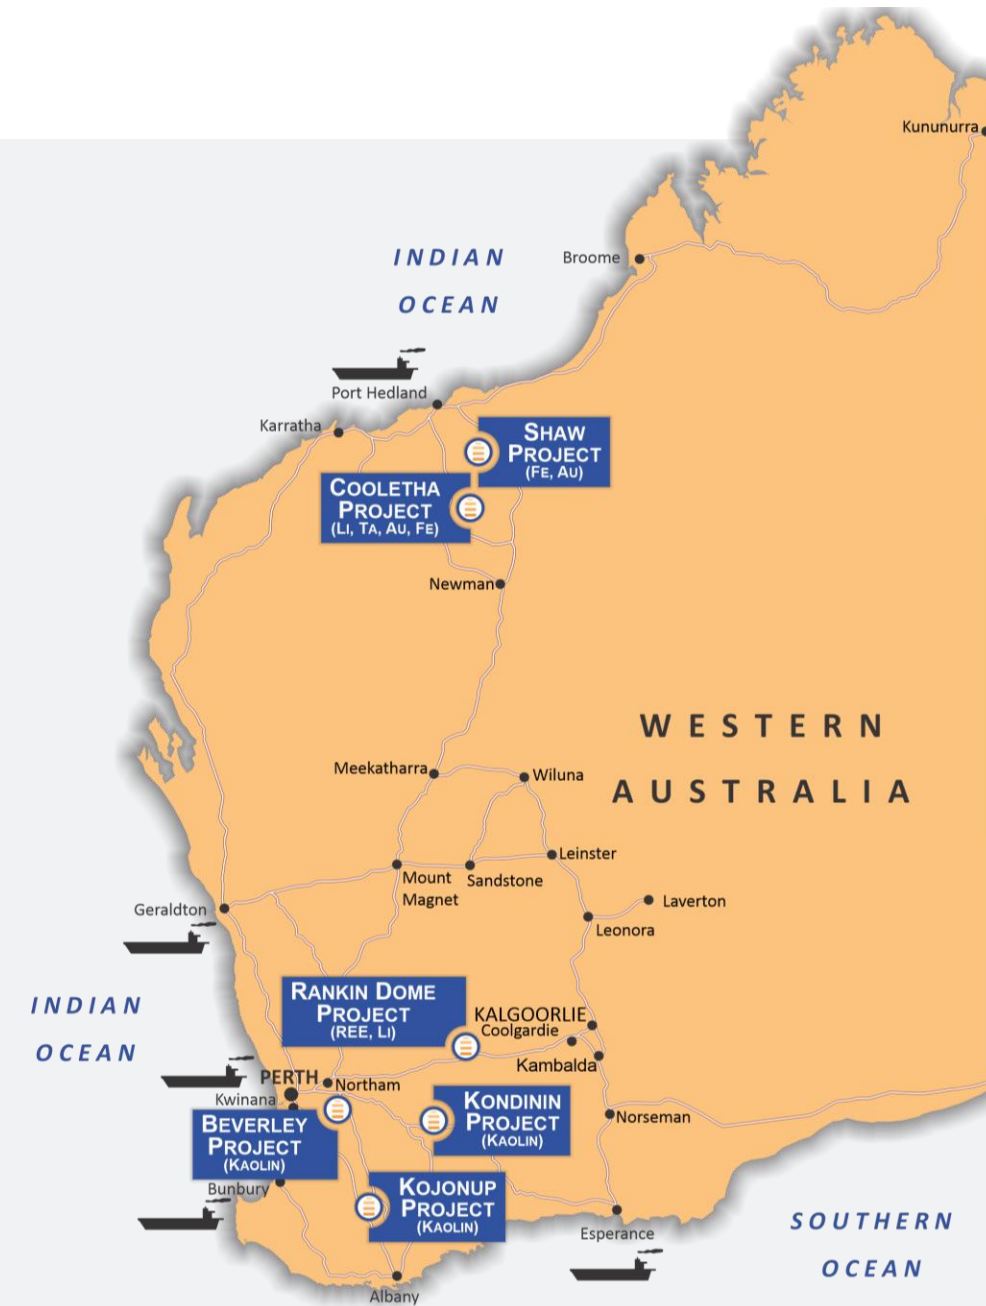 Kununurra
INDIAN
OCEAN
Broome
Port Hedland
Karratha
SHAW
PROJECT
(FE, AU)
COOLETHA
PROJECT
(LI, TA, AU, FE)
Newman
WESTERN
AUSTRALIA
Meekatharra
Wiluna
Leinster
Mount
Magnet
Sandstone
Laverton
Geraldton
Leonora
INDIAN
OCEAN
RANKIN DOME
PROJECT
(REE, LI)
KALGOORLIE
Coolgardie
Kambalda
PERTH
Northam
Kwinana
KONDININ
PROJECT
(KAOLIN)
Norseman
BEVERLEY
PROJECT
(KAOLIN)
Bunbury
KOJONUP
PROJECT
(KAOLIN)
Esperance
SOUTHERN
OCEAN
Albany